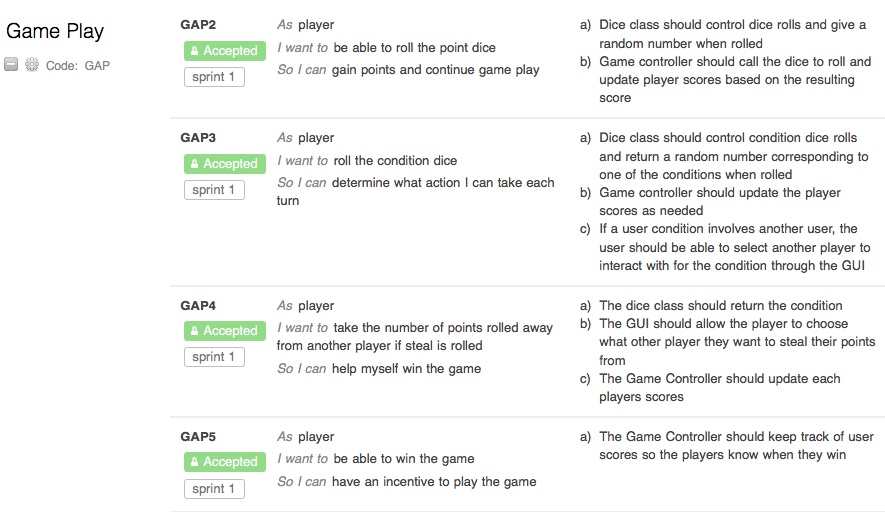 Game Play
Code: GAP
GAP2
Accepted
sprint 1
As player
I want to be able to roll the point dice
So I can gain points and continue game play
a) Dice class should control dice rolls and give a
random number when rolled
b) Game controller should call the dice to roll and
update player scores based on the resulting
score
GAP3
Accepted
sprint 1
As player
I want to roll the condition dice
So I can determine what action I can take each
turn
a) Dice class should control condition dice rolls
and return a random number corresponding to
one of the conditions when rolled
b) Game controller should update the player
scores as needed
c) If a user condition involves another user, the
user should be able to select another player to
interact with for the condition through the GUI
GAP4
Accepted
sprint 1
As player
I want to take the number of points rolled away
from another player if steal is rolled
So I can help myself win the game
a) The dice class should return the condition
b) The GUI should allow the player to choose
what other player they want to steal their points
from
c) The Game Controller should update each
players scores
GAP5
Accepted
sprint 1
As player
I want to be able to win the game
So I can have an incentive to play the game
a) The Game Controller should keep track of user
scores so the players know when they win